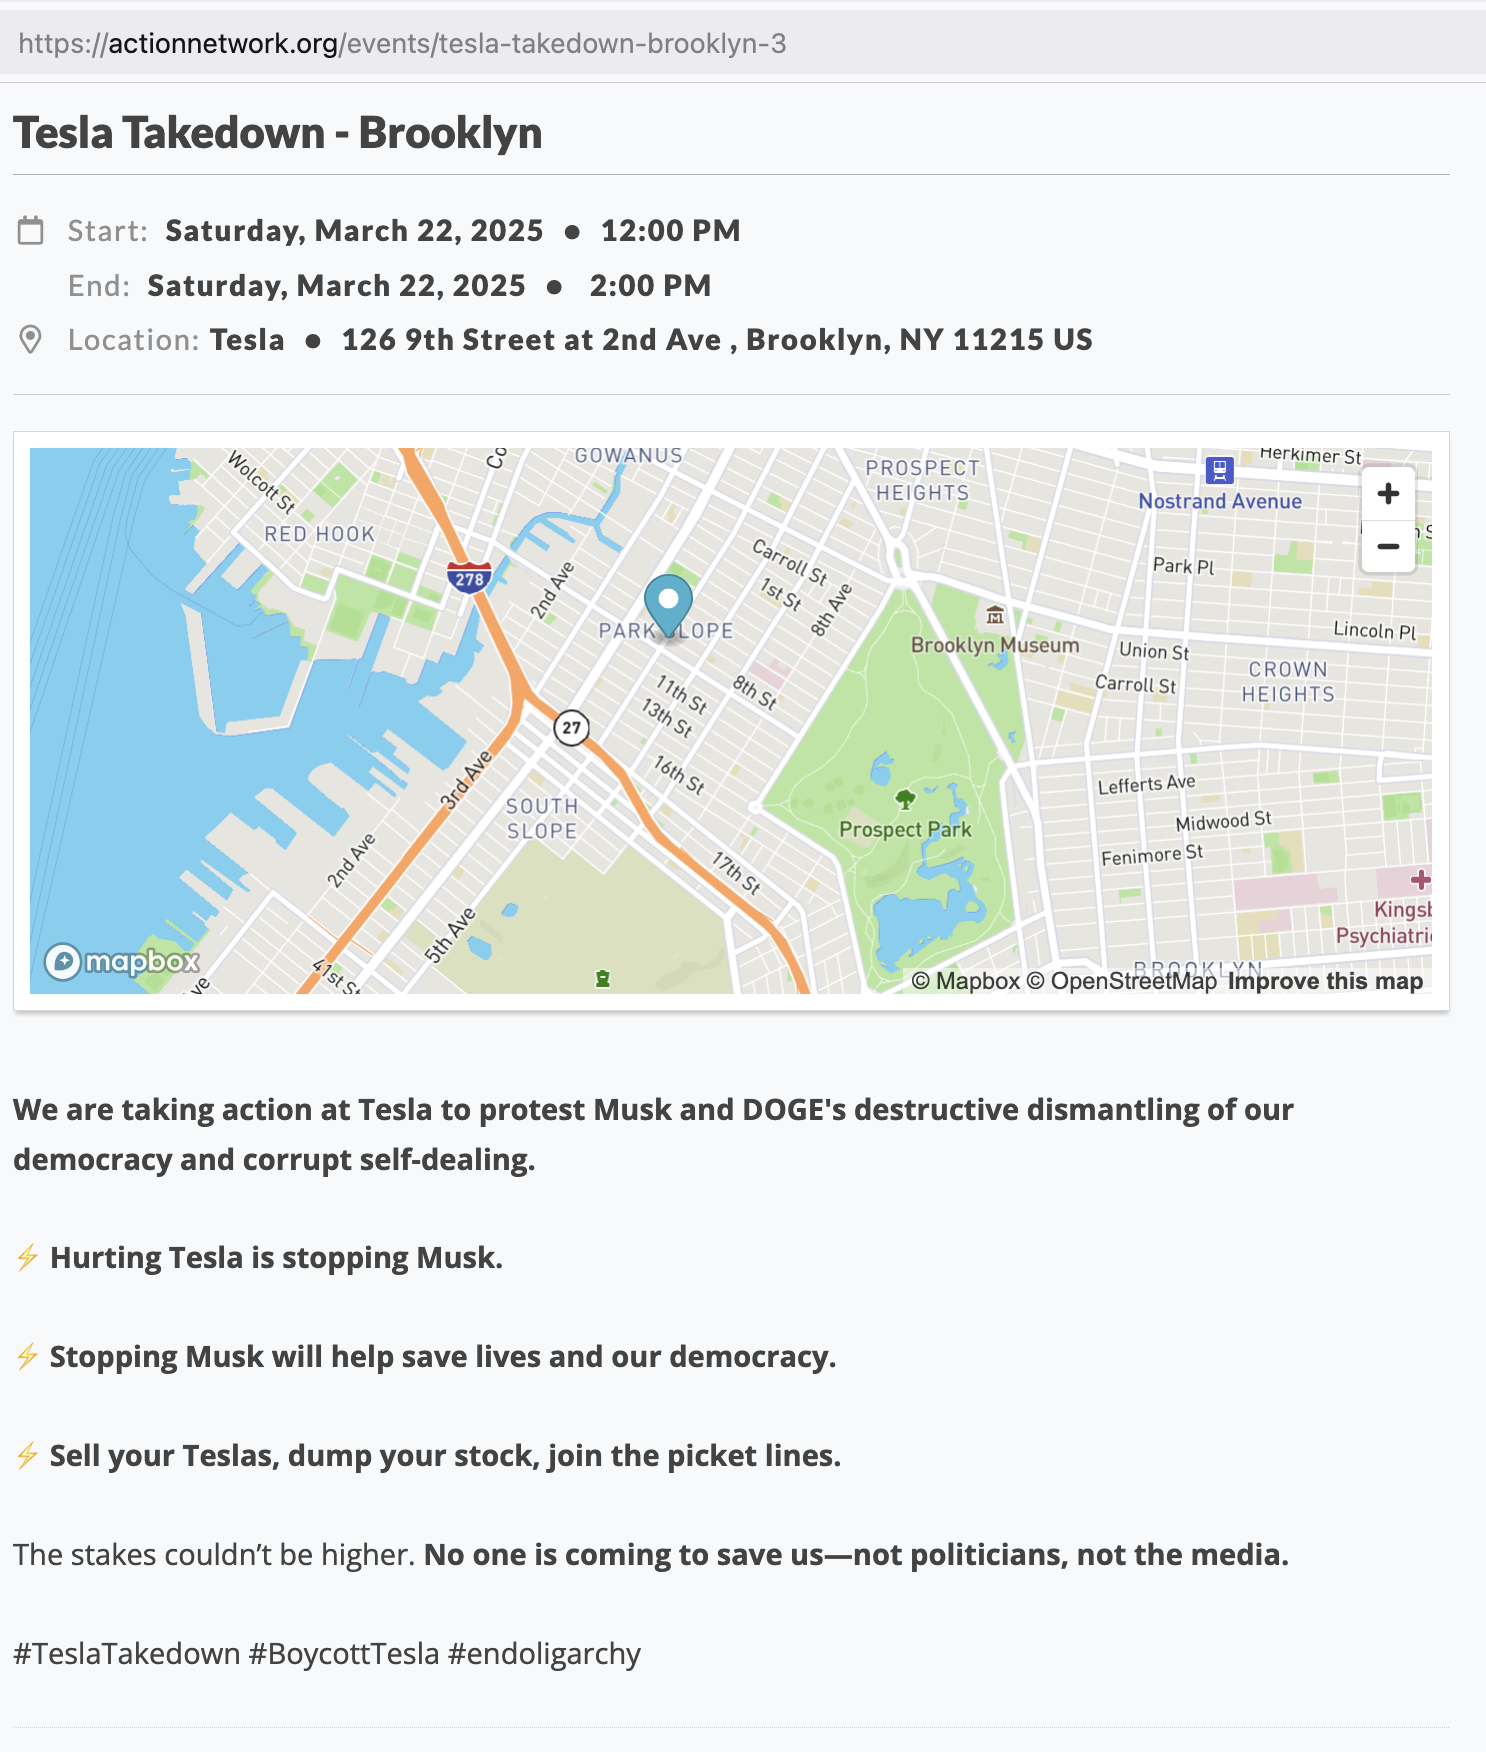 https://actionnetwork.org/events/tesla-takedown-brooklyn-3
Tesla Takedown - Brooklyn
Start: Saturday, March 22, 2025 ● 12:00 PM
End: Saturday, March 22, 2025 ● 2:00 PM
Location: Tesla ● 126 9th Street at 2nd Ave , Brooklyn, NY 11215 US
GOWANUS
Wolcott St
RED HOOK
278
2nd Ave
PARK SLOPE
Carroll St
1st St
8th Ave
PROSPECT
HEIGHTS
Nostrand Avenue
Herkimer St
+
−
Park Pl
Brooklyn Museum
Lincoln Pl
Union St
Carroll St
CROWN
HEIGHTS
11th St
13th St
8th St
27
16th St
3rd Ave
SOUTH
SLOPE
2nd Ave
17th St
5th Ave
41st St
Prospect Park
Lefferts Ave
Midwood St
Fenimore St
Kingsb
Psychiatri
BROOKLYN
mapbox
© Mapbox © OpenStreetMap Improve this map
We are taking action at Tesla to protest Musk and DOGE's destructive dismantling of our
democracy and corrupt self-dealing.
⚡ Hurting Tesla is stopping Musk.
⚡ Stopping Musk will help save lives and our democracy.
⚡ Sell your Teslas, dump your stock, join the picket lines.
The stakes couldn’t be higher. No one is coming to save us—not politicians, not the media.
#TeslaTakedown #BoycottTesla #endoligarchy